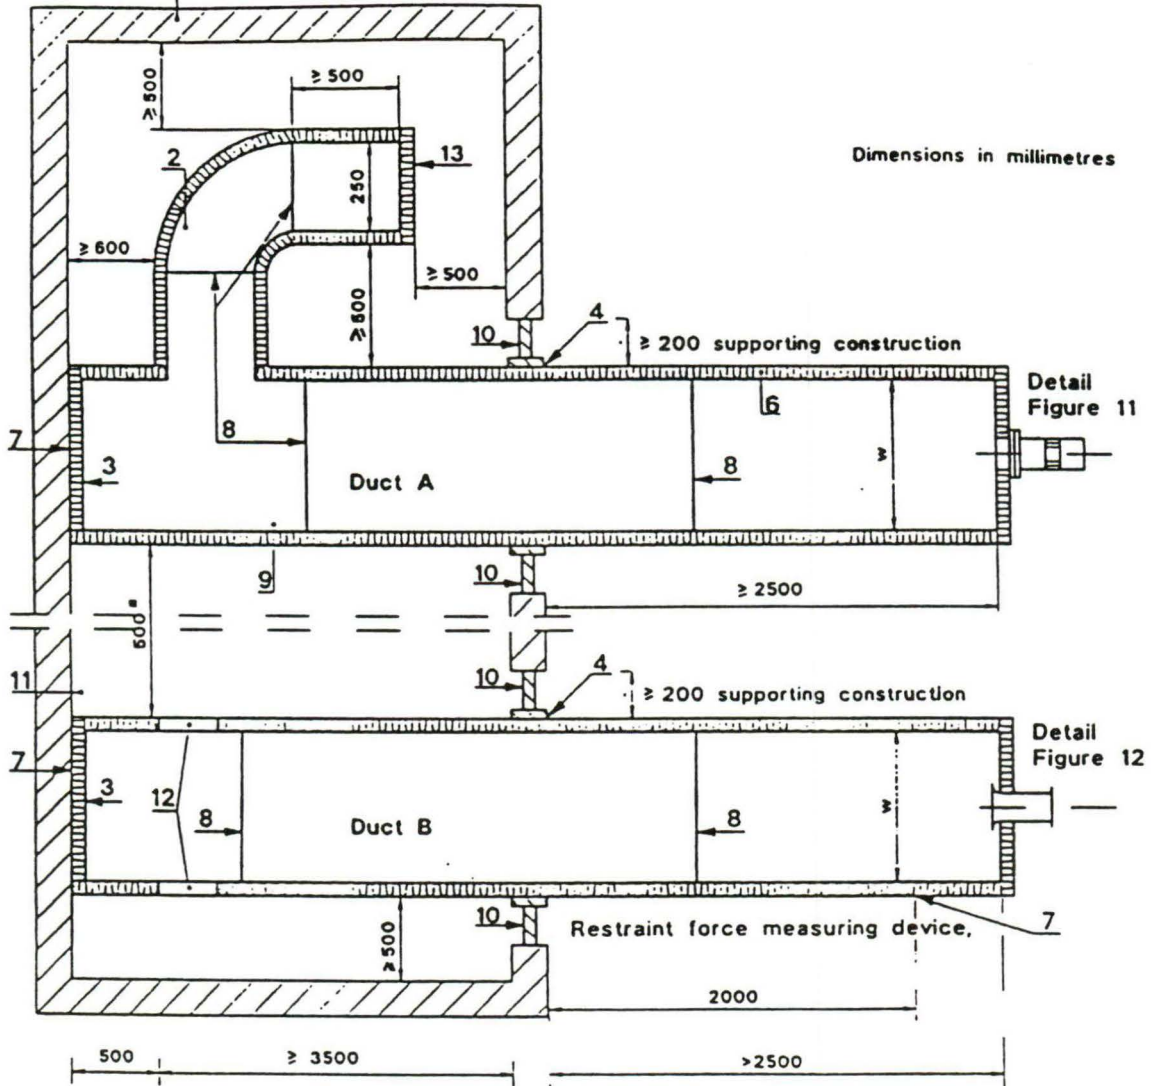 ≥ 500
≥ 500
2
13
Dimensions in millimetres
250
≥ 600
≥ 500
10
4
≥ 200 supporting construction
Detail
Figure 11
6
7
8
3
Duct A
8
w
9
10
≥ 2500
500
11
10
4
≥ 200 supporting construction
Detail
Figure 12
7
3
12
8
Duct B
8
w
10
≥ 500
Restraint force measuring device,
7
2000
500
≥ 3500
>2500